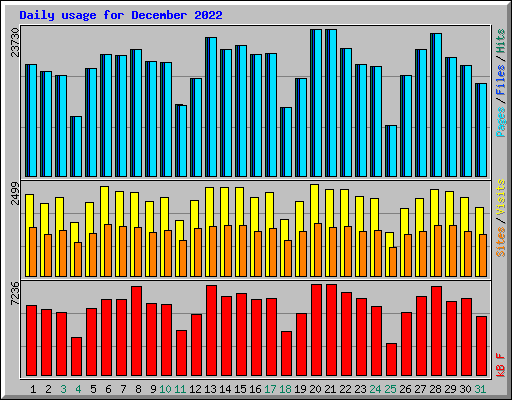 Daily usage for December 2022
23730
2499
7236
Pages / Files / Hits
Sites / Visits
kB F
1 2 3 4 5 6 7 8 9 10 11 12 13 14 15 16 17 18 19 20 21 22 23 24 25 26 27 28 29 30 31